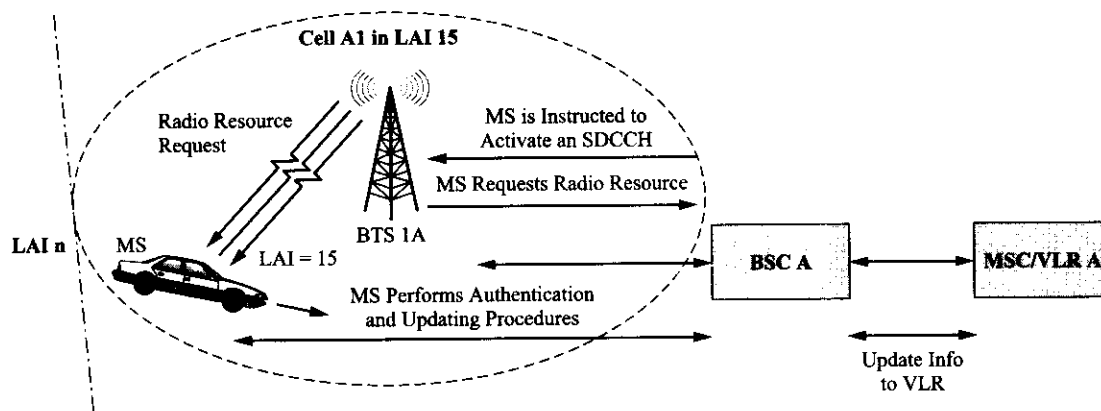 Cell A1 in LAI 15
Radio Resource
Request
MS is Instructed to
Activate an SDCCH
MS Requests Radio Resource
BTS 1A
LAI n
MS
LAI = 15
BSC A
MSC/VLR A
MS Performs Authentication
and Updating Procedures
Update Info
to VLR